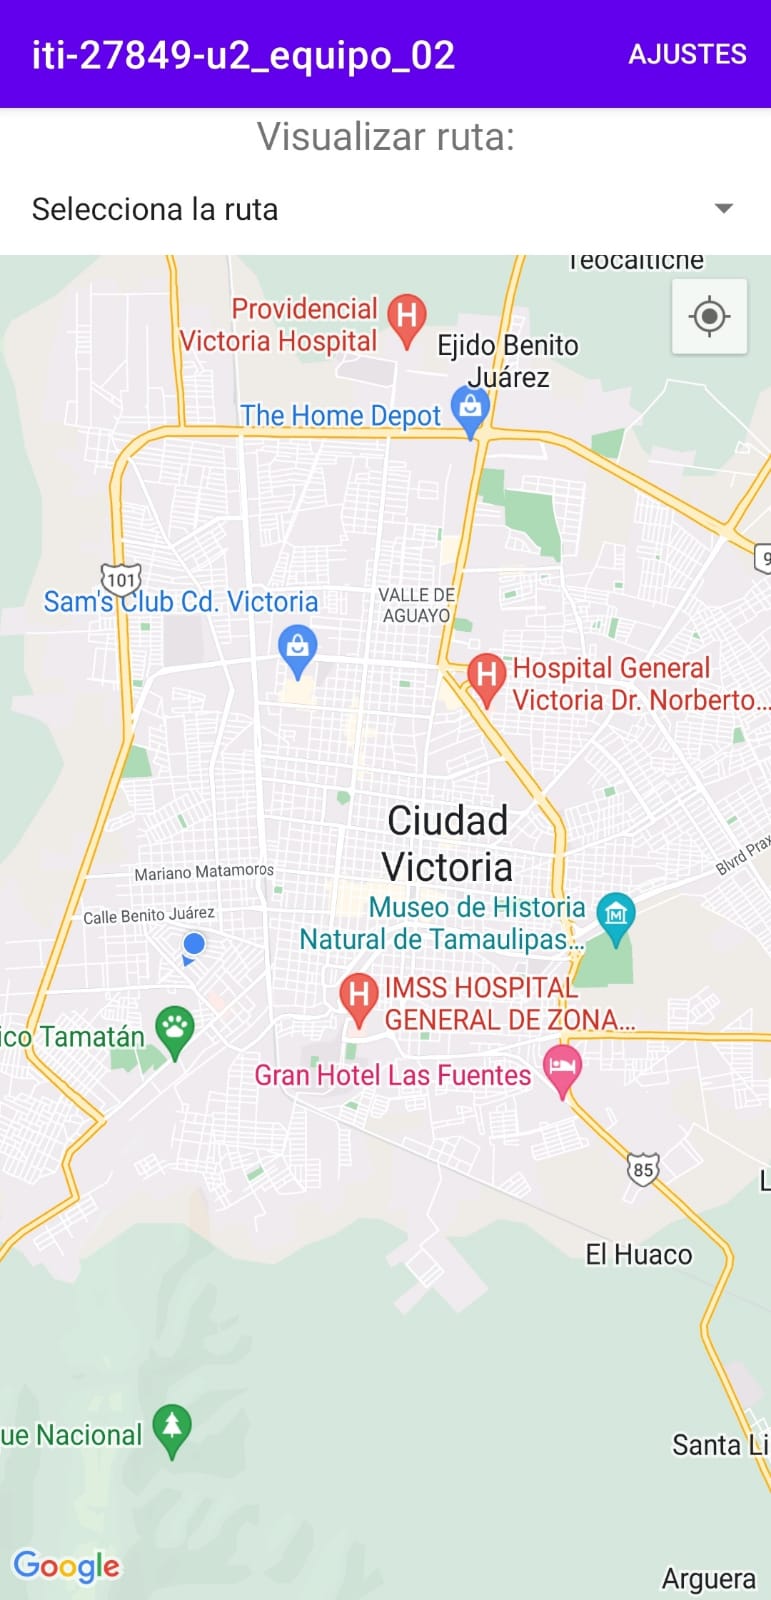 iti-27849-u2_equipo_02
AJUSTES
Visualizar ruta:
Selecciona la ruta
Teocaltiche
Providencial
Victoria Hospital
Ejido Benito
Juárez
The Home Depot
101
9
Sam's Club Cd. Victoria
VALLE DE
AGUAYO
Hospital General
Victoria Dr. Norberto...
Ciudad
Victoria
Mariano Matamoros
Blvrd Prax
Calle Benito Juárez
Museo de Historia
Natural de Tamaulipas...
IMSS HOSPITAL
GENERAL DE ZONA...
ico Tamatán
Gran Hotel Las Fuentes
85
L
El Huaco
ue Nacional
Santa Li
Google
Arguera